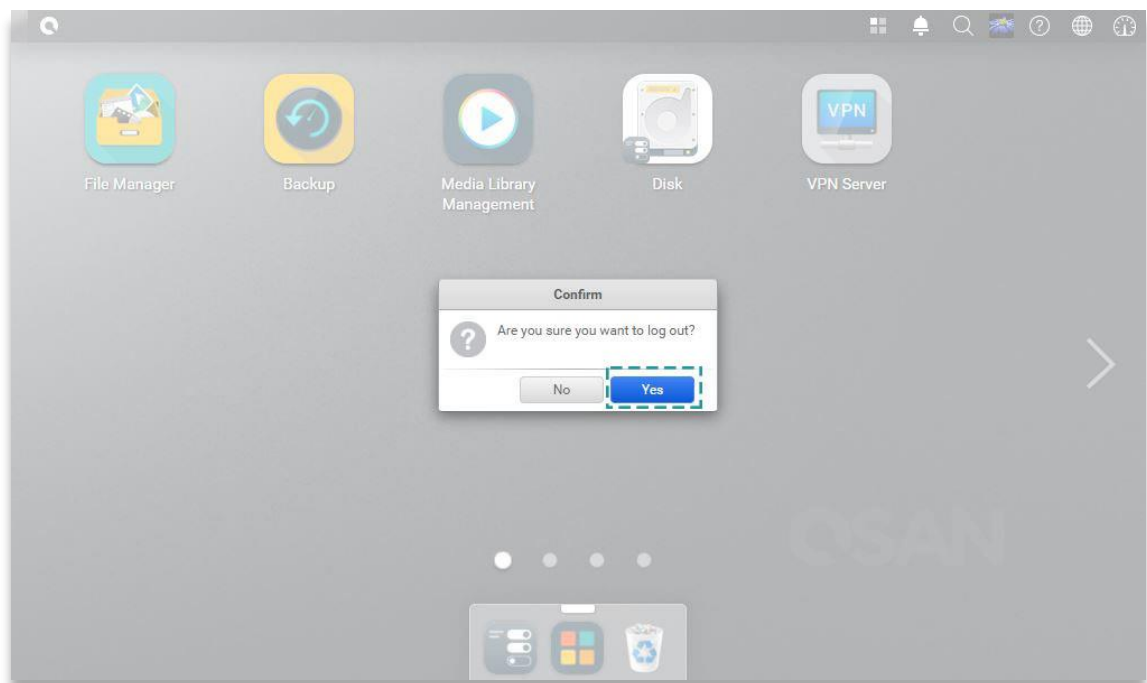 File Manager
Backup
Media Library
Management
Disk
VPN
VPN Server
Confirm
Are you sure you want to log out?
No
Yes
QSAN